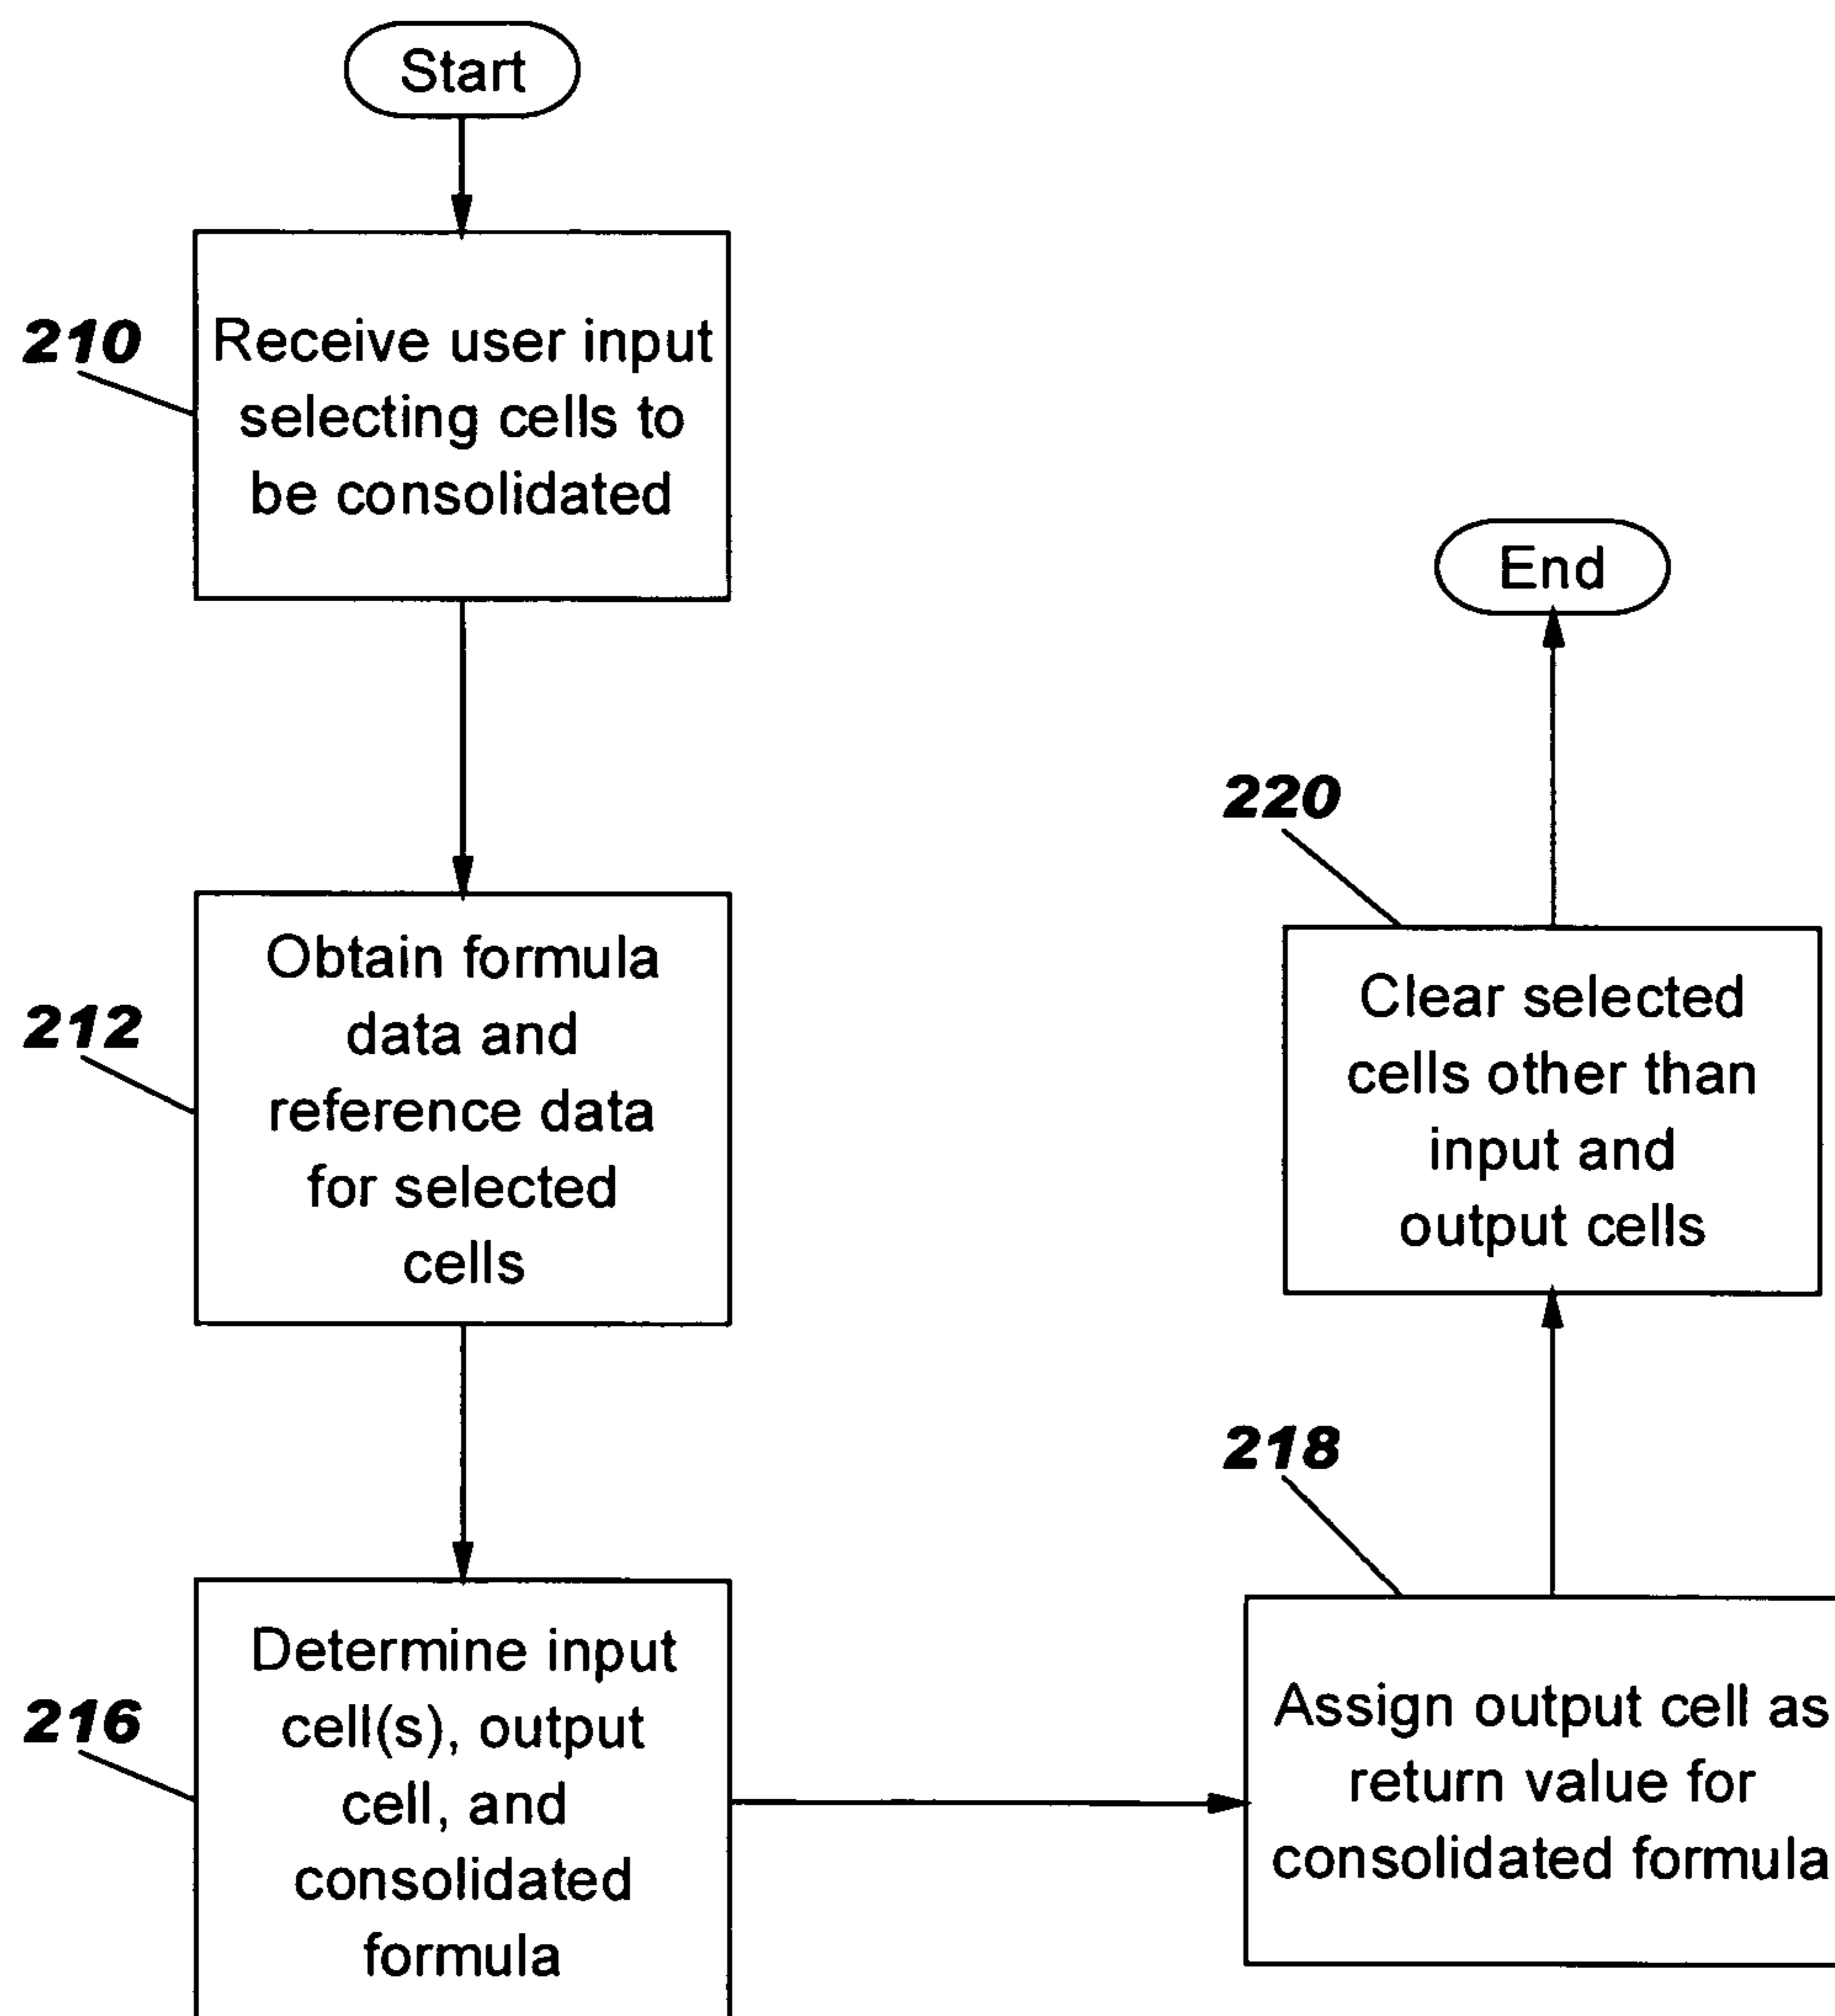 Start
210
Receive user input
selecting cells to
be consolidated
212
Obtain formula
data and
reference data
for selected
cells
216
Determine input
cell(s), output
cell, and
consolidated
formula
218
Assign output cell as
return value for
consolidated formula
220
Clear selected
cells other than
input and
output cells
End